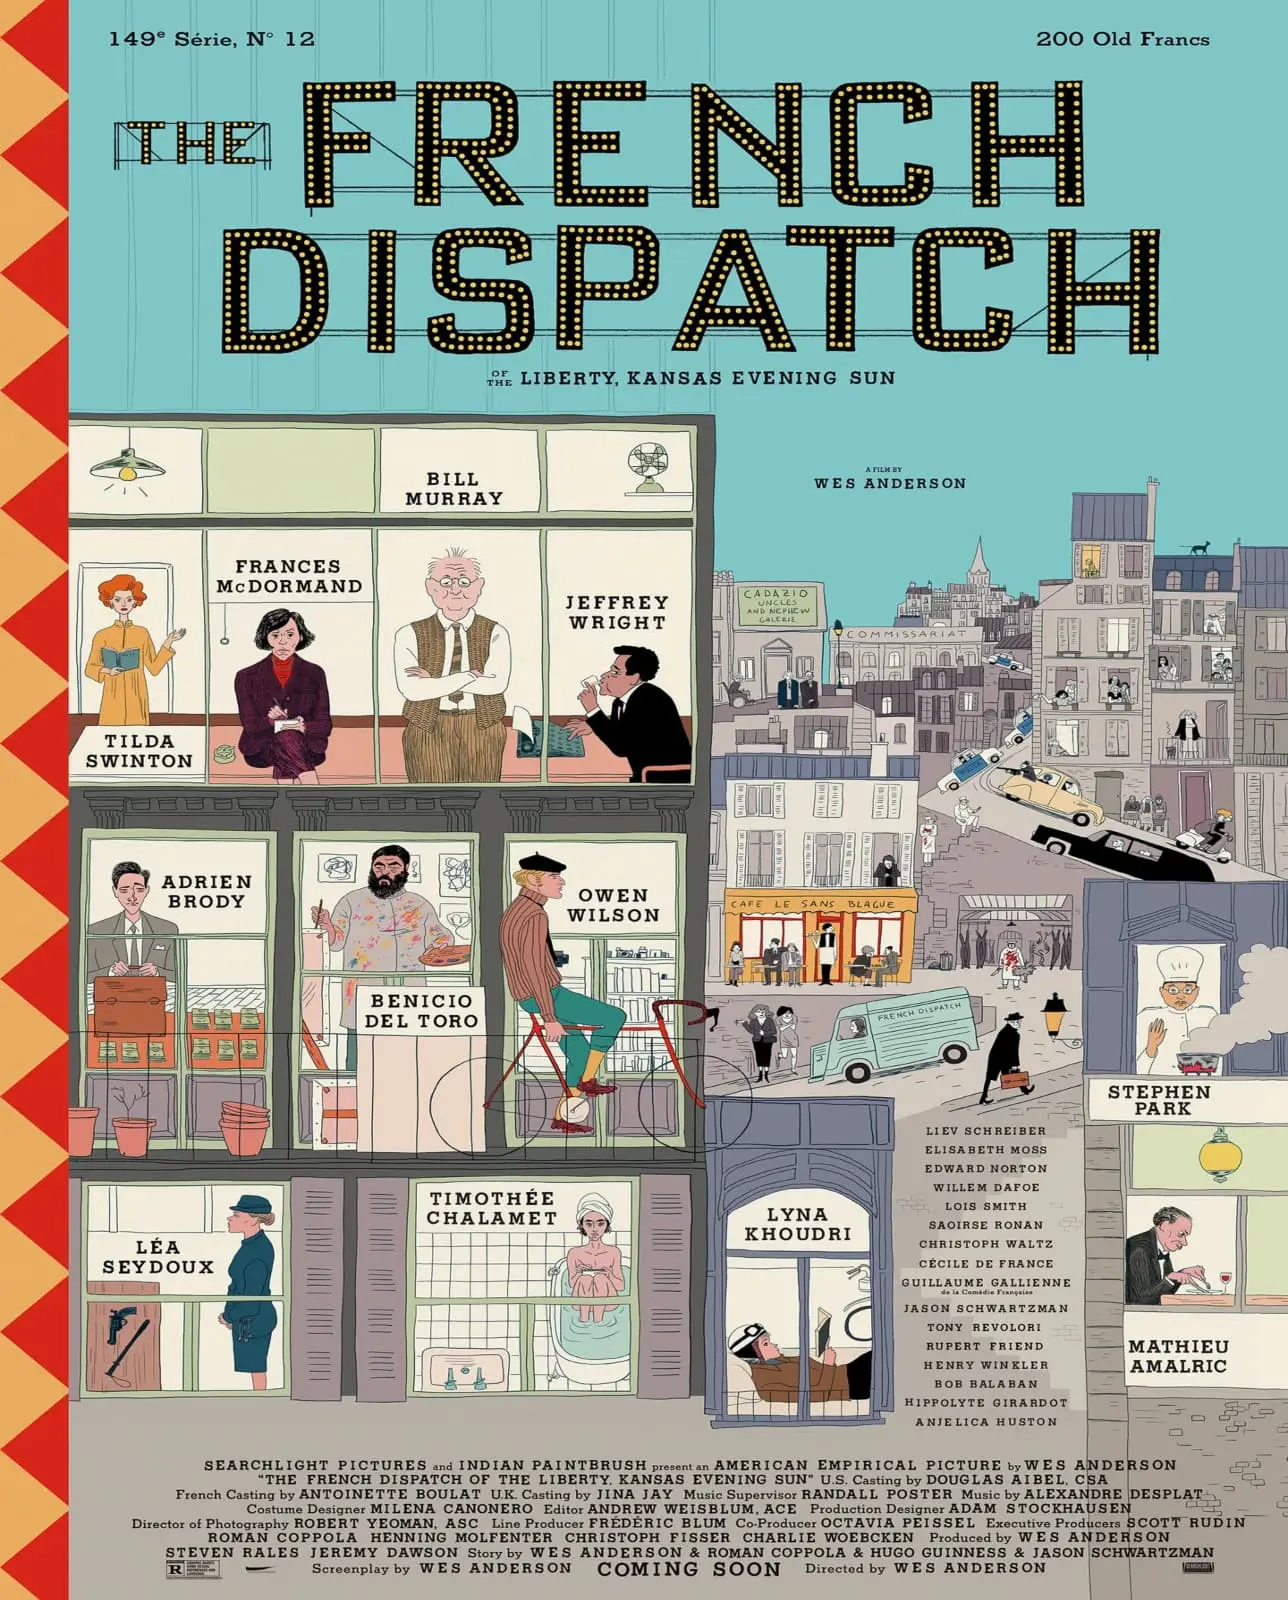 149e Série, N° 12
200 Old Francs
THE FRENCH
DISPATCH
OF THE LIBERTY, KANSAS EVENING SUN
A FILM BY
WES ANDERSON
BILL
MURRAY
FRANCES
McDORMAND
JEFFREY
WRIGHT
TILDA
SWINTON
CADAZIO
UNCLES
AND NEPHEW
GALERIE
COMMISSARIAT
ADRIEN
BRODY
OWEN
WILSON
BENICIO
DEL TORO
CAFE LE SANS BLAGUE
FRENCH DISPATCH
STEPHEN
PARK
TIMOTHÉE
CHALAMET
LÉA
SEYDOUX
LYNA
KHOUDRI
LIEV SCHREIBER
ELISABETH MOSS
EDWARD NORTON
WILLEM DAFOE
LOIS SMITH
SAOIRSE RONAN
CHRISTOPH WALTZ
CÉCILE DE FRANCE
GUILLAUME GALLIENNE
de la Comédie Française
JASON SCHWARTZMAN
TONY REVOLORI
RUPERT FRIEND
HENRY WINKLER
BOB BALABAN
HIPPOLYTE GIRARDOT
ANJELICA HUSTON
MATHIEU
AMALRIC
SEARCHLIGHT PICTURES and INDIAN PAINTBRUSH present an AMERICAN EMPIRICAL PICTURE by WES ANDERSON
"THE FRENCH DISPATCH OF THE LIBERTY, KANSAS EVENING SUN" U.S. Casting by DOUGLAS AIBEL, CSA
French Casting by ANTOINETTE BOULAT U.K. Casting by JINA JAY Music Supervisor RANDALL POSTER Music by ALEXANDRE DESPLAT
Costume Designer MILENA CANONERO Editor ANDREW WEISBLUM, ACE Production Designer ADAM STOCKHAUSEN
Director of Photography ROBERT YEOMAN, ASC Line Producer FRÉDÉRIC BLUM Co-Producer OCTAVIA PEISSEL Executive Producers SCOTT RUDIN
ROMAN COPPOLA HENNING MOLFENTER CHRISTOPH FISSER CHARLIE WOEBCKEN Produced by WES ANDERSON
STEVEN RALES JEREMY DAWSON Story by WES ANDERSON & ROMAN COPPOLA & HUGO GUINNESS & JASON SCHWARTZMAN
R Screenplay by WES ANDERSON COMING SOON Directed by WES ANDERSON